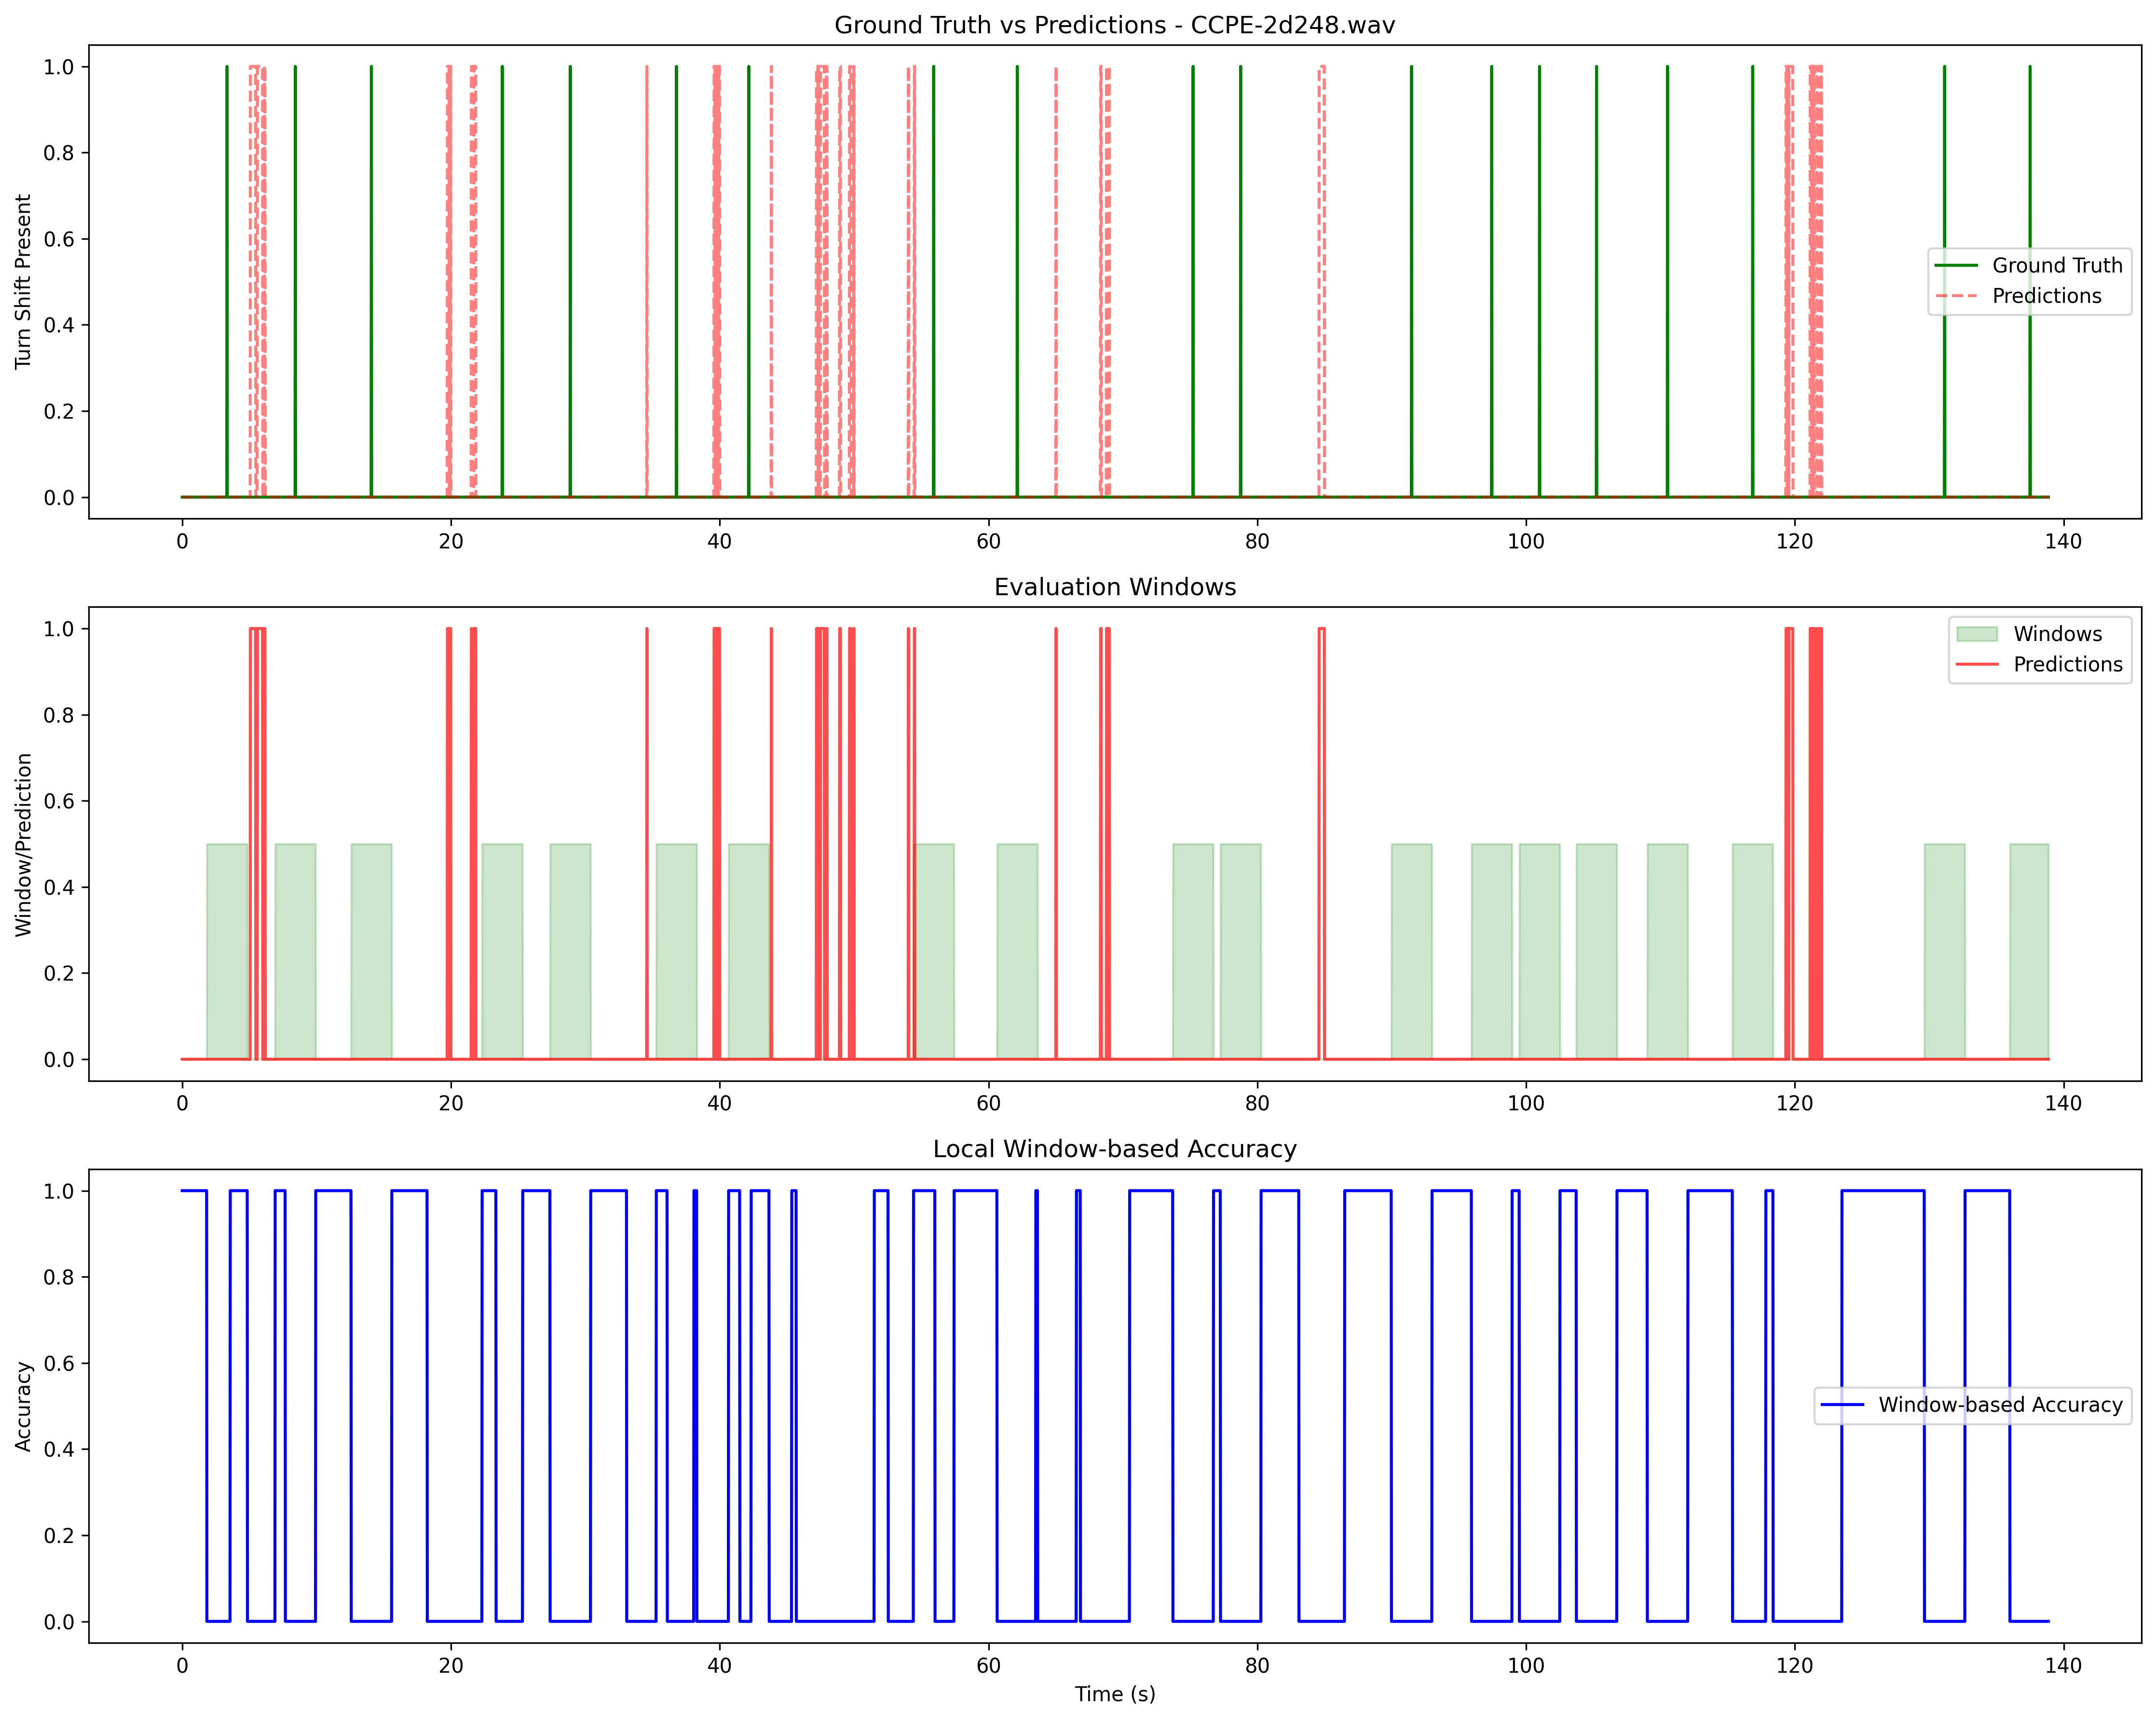 Ground Truth vs Predictions - CCPE-2d248.wav
Turn Shift Present
1.0
0.8
0.6
0.4
0.2
0.0
Ground Truth
Predictions
0 20 40 60 80 100 120 140
Evaluation Windows
Window/Prediction
1.0
0.8
0.6
0.4
0.2
0.0
Windows
Predictions
0 20 40 60 80 100 120 140
Local Window-based Accuracy
Accuracy
1.0
0.8
0.6
0.4
0.2
0.0
Window-based Accuracy
0 20 40 60 80 100 120 140
Time (s)